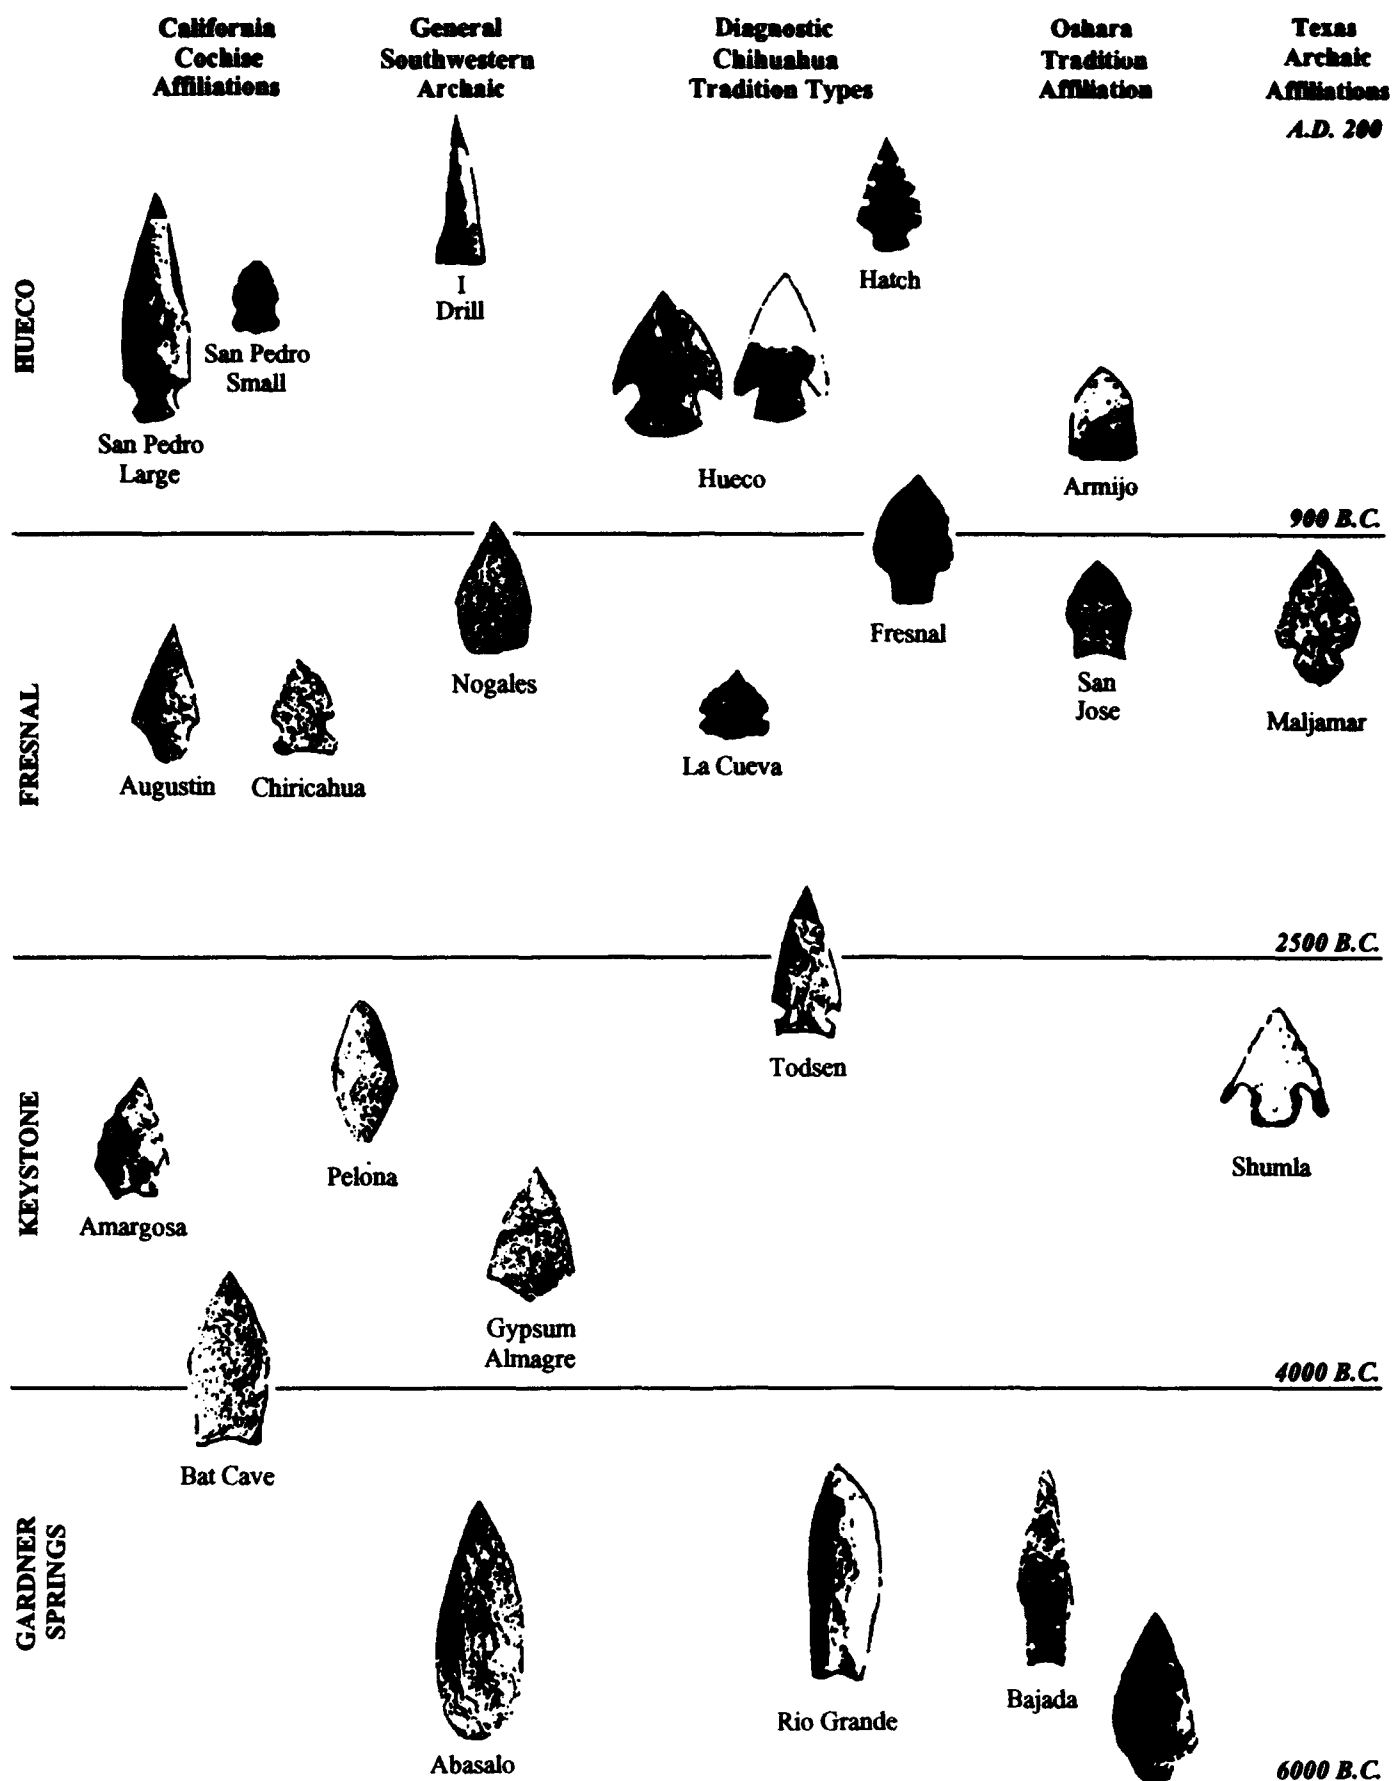 California
Cochise
Affiliations
General
Southwestern
Archaic
Diagnostic
Chihuahua
Tradition Types
Oshara
Tradition
Affiliation
Texas
Archaic
Affiliations
A.D. 200
HUECO
San Pedro
Large
San Pedro
Small
I
Drill
Hueco
Hatch
Armijo
900 B.C.
FRESNAL
Augustin
Chiricahua
Nogales
La Cueva
Fresnal
San
Jose
Maljamar
2500 B.C.
KEYSTONE
Amargosa
Pelona
Gypsum
Almagre
Todsen
Shumla
4000 B.C.
Bat Cave
GARDNER
SPRINGS
Abasalo
Rio Grande
Bajada
6000 B.C.